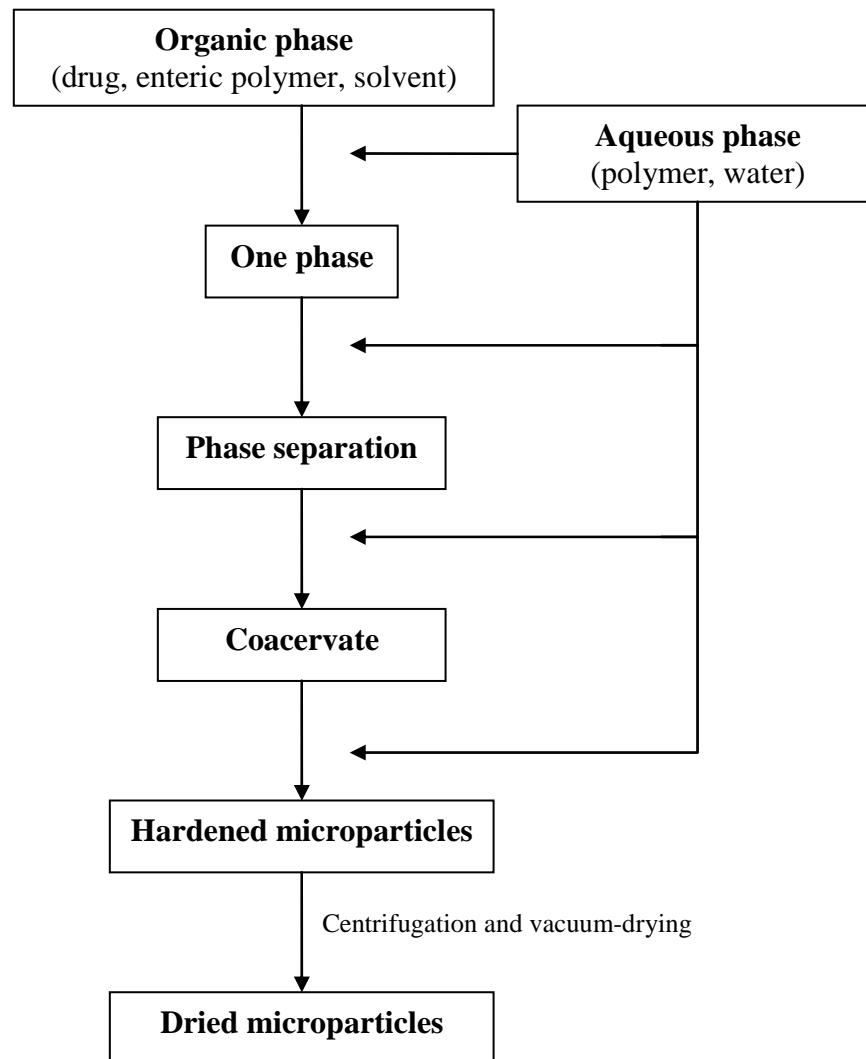 Organic phase
(drug, enteric polymer, solvent)
Aqueous phase
(polymer, water)
One phase
Phase separation
Coacervate
Hardened microparticles
Centrifugation and vacuum-drying
Dried microparticles